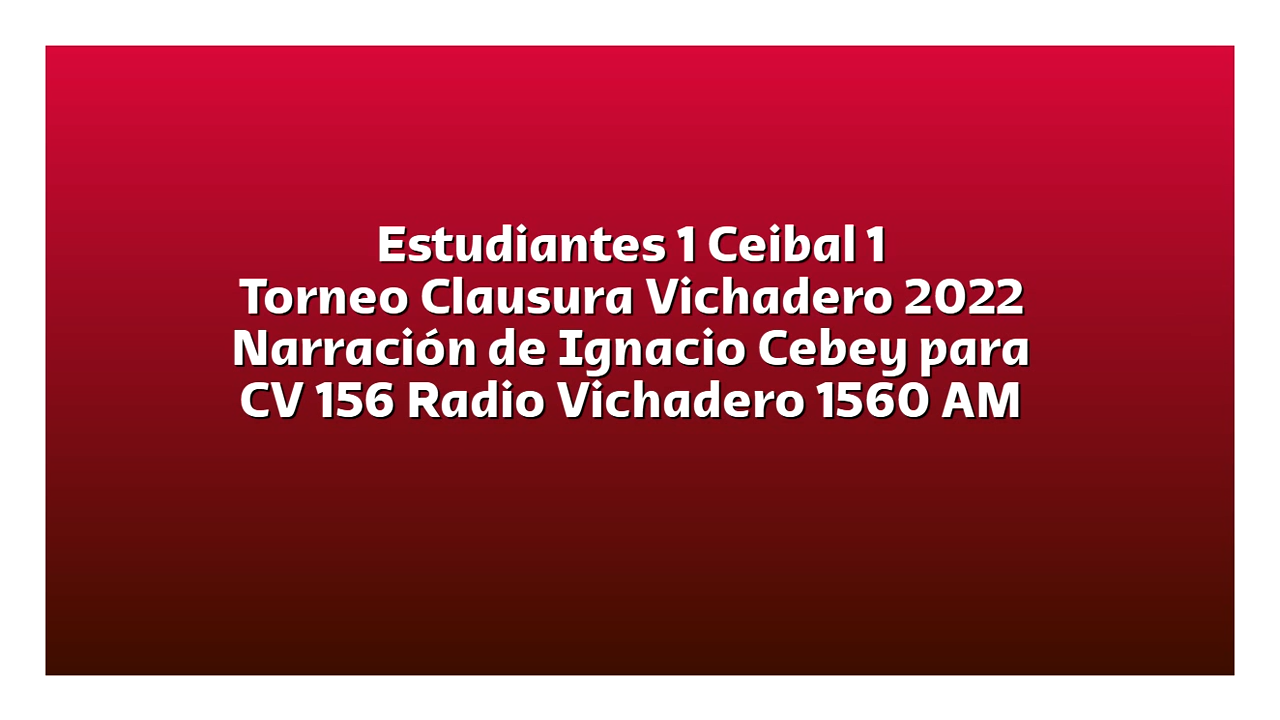 Estudiantes 1 Ceibal 1
Torneo Clausura Vichadero 2022
Narración de Ignacio Cebey para
CV 156 Radio Vichadero 1560 AM